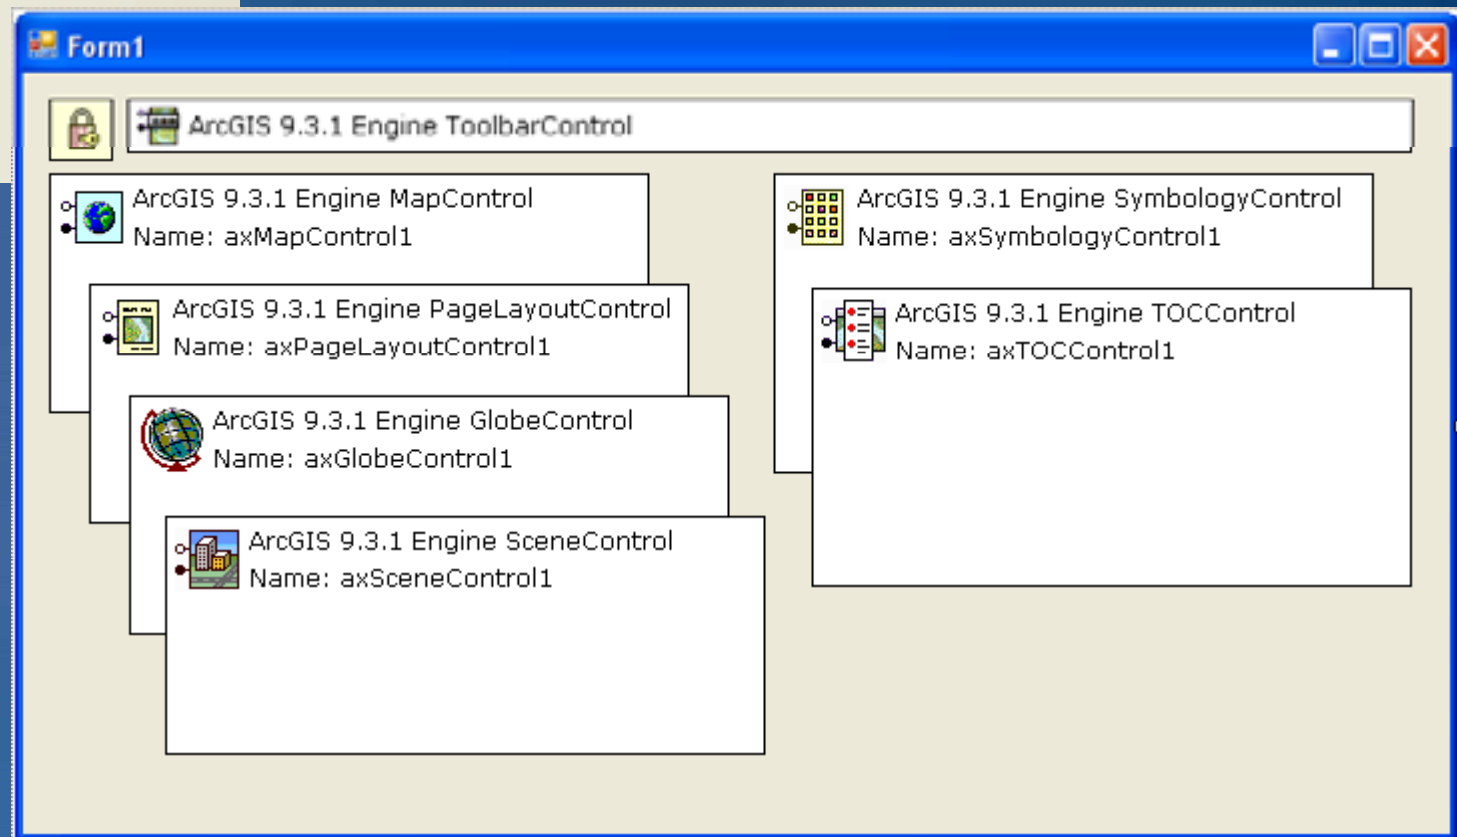 Form1
ArcGIS 9.3.1 Engine ToolbarControl
ArcGIS 9.3.1 Engine MapControl
Name: axMapControl1
ArcGIS 9.3.1 Engine PageLayoutControl
Name: axPageLayoutControl1
ArcGIS 9.3.1 Engine GlobeControl
Name: axGlobeControl1
ArcGIS 9.3.1 Engine SceneControl
Name: axSceneControl1
ArcGIS 9.3.1 Engine SymbologyControl
Name: axSymbologyControl1
ArcGIS 9.3.1 Engine TOCControl
Name: axTOCControl1